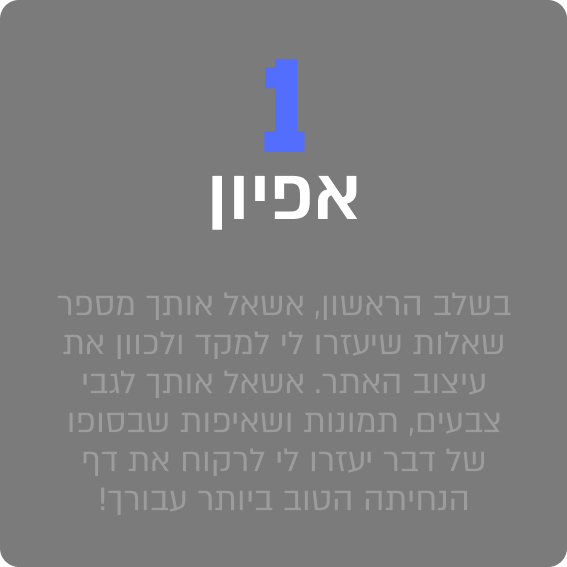 1
אפיון
בשלב הראשון, אשאל אותך מספר
שאלות שיעזרו לי למקד ולכוון את
עיצוב האתר. אשאל אותך לגבי
צבעים, תמונות ושאיפות שבסופו
של דבר יעזרו לי לרקוח את דף
הנחיתה הטוב ביותר עבורך!